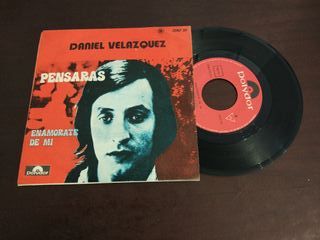 DANIEL VELAZQUEZ
PENSARAS
ENAMORATE
DE MI
Polydor
Polydor